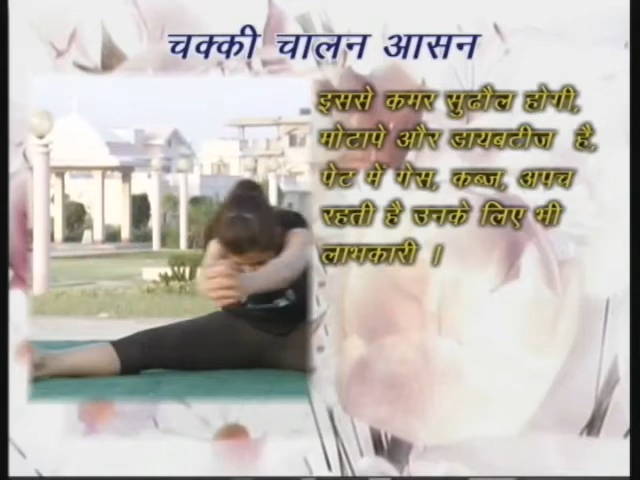 चक्की चालन आसन
इससे कमर सुढौल होगी,
मोटापे और डायबटीज है,
पेट में गेस, कब्ज, अपच
रहती है उनके लिए भी
लाभकारी ।